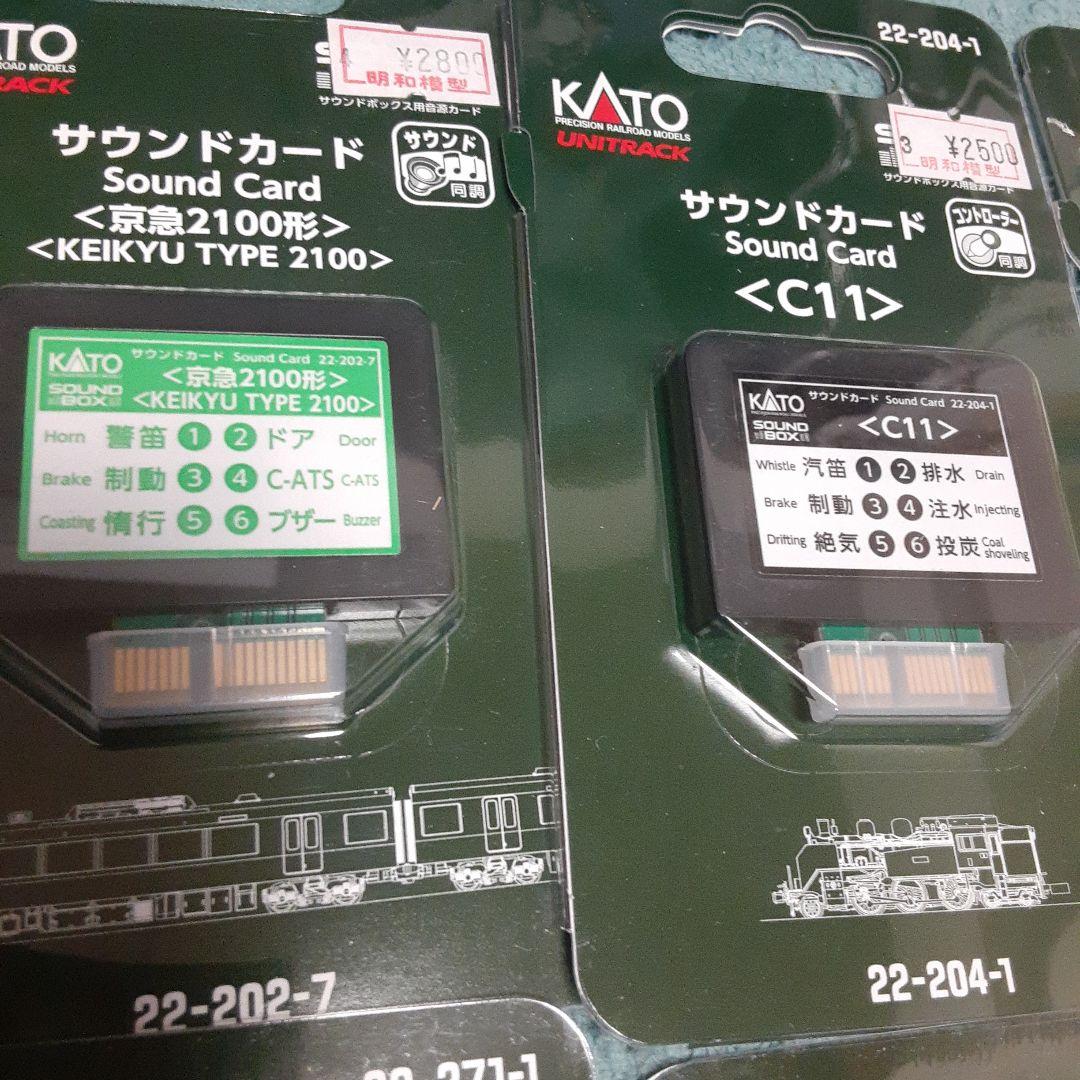 ATO
ROAD MODELS
RACK
4 ¥2800
明和模型
サウンドボックス用音源カード
サウンドカード
Sound Card
<京急2100形>
<KEIKYU TYPE 2100>
サウンド
同調
KATO サウンドカード Sound Card 22-202-7
SOUND BOX
<京急2100形>
<KEIKYU TYPE 2100>
Horn 警笛 1 2 ドア Door
Brake 制動 3 4 C-ATS C-ATS
Coasting 惰行 5 6 ブザー Buzzer
22-202-7
22-204-1
KATO
PRECISION RAILROAD MODELS
UNITRACK
3 ¥2500
明和模型
サウンドボックス用音源カード
サウンドカード
Sound Card
<C11>
コントローラー
同調
KATO サウンドカード Sound Card 22-204-1
PRECISION RAILROAD MODELS
SOUND BOX
<C11>
Whistle 汽笛 1 2 排水 Drain
Brake 制動 3 4 注水 Injecting
Drifting 絶気 5 6 投炭 Coal shoveling
22-204-1